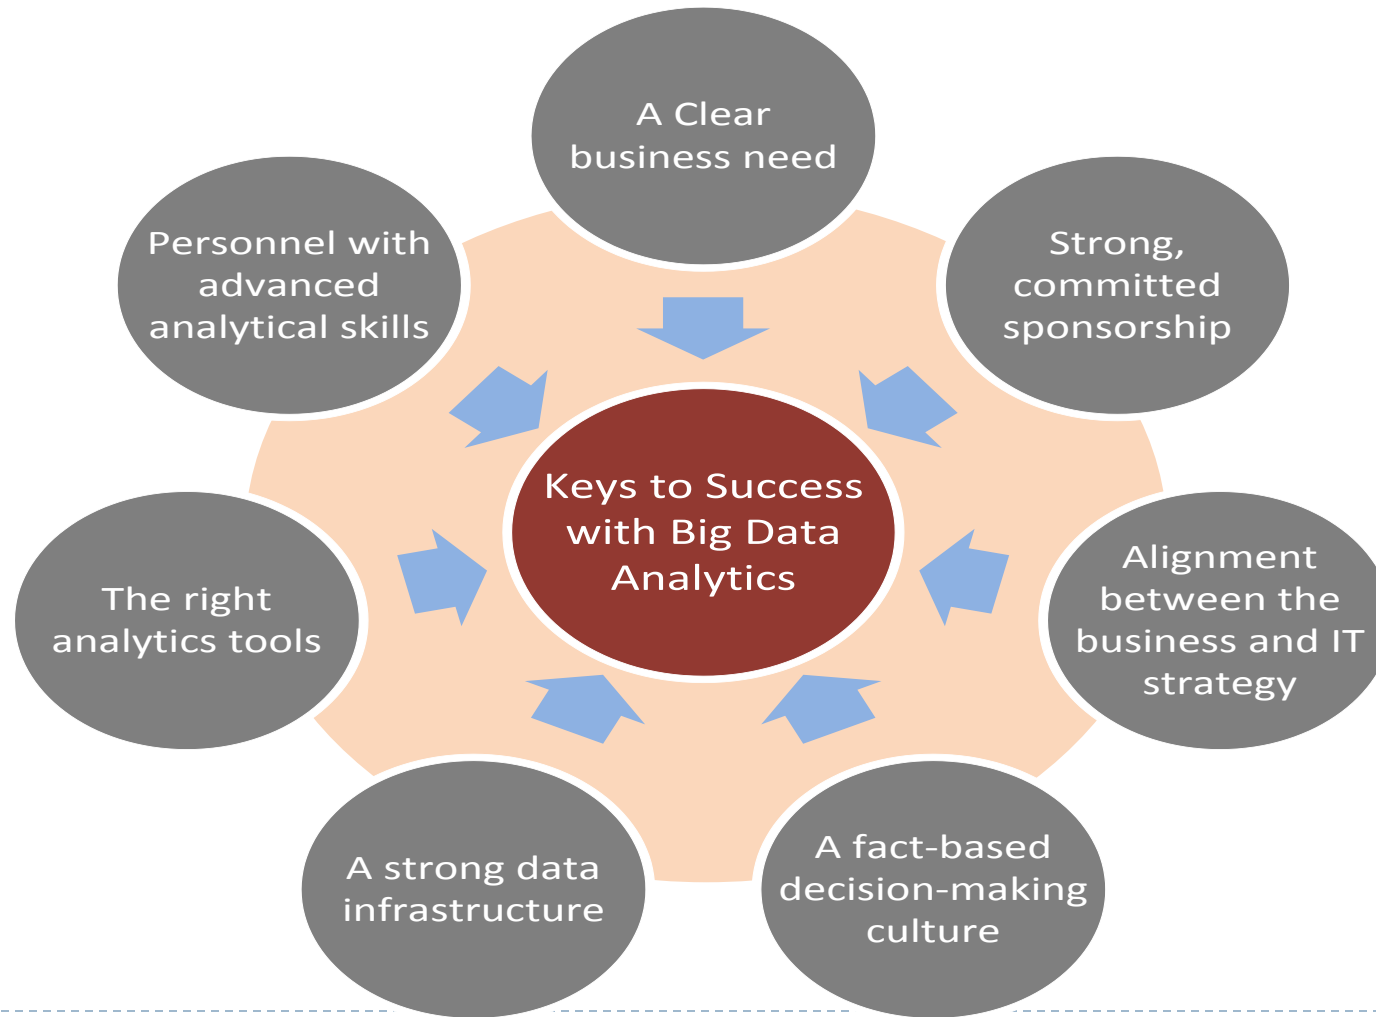 A Clear
business need
Strong,
committed
sponsorship
Alignment
between the
business and IT
strategy
A fact-based
decision-making
culture
A strong data
infrastructure
The right
analytics tools
Personnel with
advanced
analytical skills
Keys to Success
with Big Data
Analytics